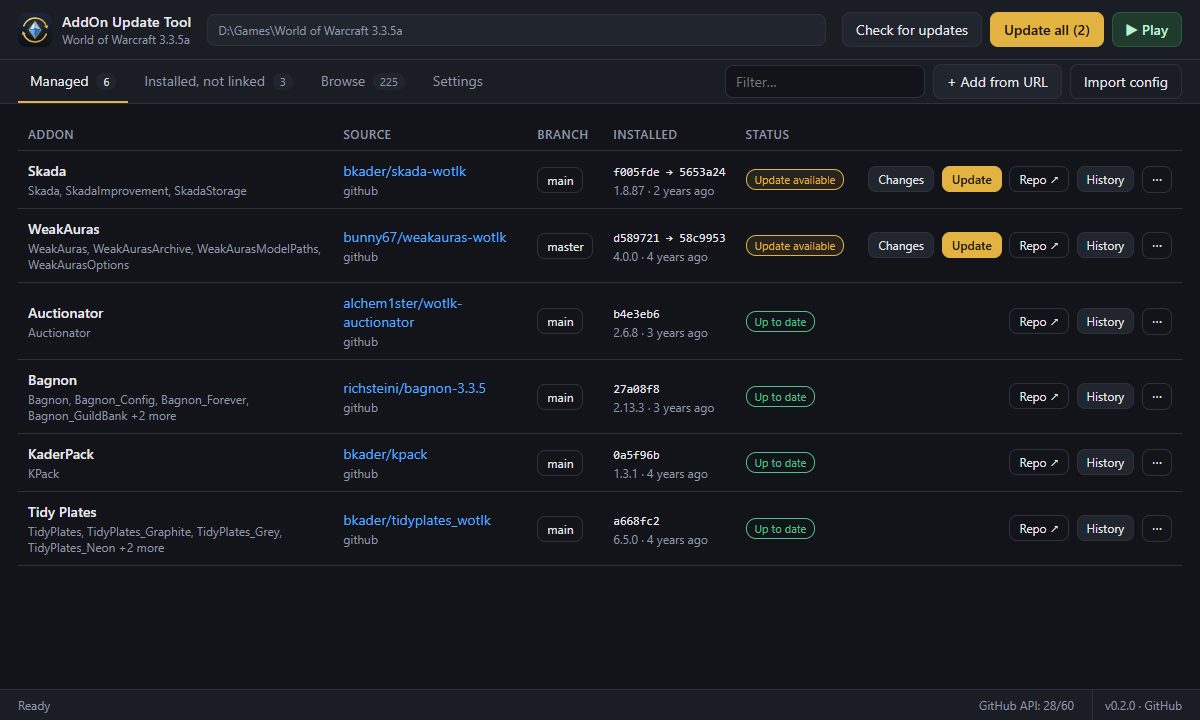 AddOn Update Tool
World of Warcraft 3.3.5a
D:\Games\World of Warcraft 3.3.5a
Check for updates
Update all (2)
▶ Play
Managed 6
Installed, not linked 3
Browse 225
Settings
Filter...
+ Add from URL
Import config
ADDON SOURCE BRANCH INSTALLED STATUS
Skada
Skada, SkadaImprovement, SkadaStorage
bkader/skada-wotlk
github
main
f005fde → 5653a24
1.8.87 · 2 years ago
Update available
Changes Update Repo ↗ History ···
WeakAuras
WeakAuras, WeakAurasArchive, WeakAurasModelPaths,
WeakAurasOptions
bunny67/weakauras-wotlk
github
master
d589721 → 58c9953
4.0.0 · 4 years ago
Update available
Changes Update Repo ↗ History ···
Auctionator
Auctionator
alchem1ster/wotlk-
auctionator
github
main
b4e3eb6
2.6.8 · 3 years ago
Up to date
Repo ↗ History ···
Bagnon
Bagnon, Bagnon_Config, Bagnon_Forever,
Bagnon_GuildBank +2 more
richsteini/bagnon-3.3.5
github
main
27a08f8
2.13.3 · 3 years ago
Up to date
Repo ↗ History ···
KaderPack
KPack
bkader/kpack
github
main
0a5f96b
1.3.1 · 4 years ago
Up to date
Repo ↗ History ···
Tidy Plates
TidyPlates, TidyPlates_Graphite, TidyPlates_Grey,
TidyPlates_Neon +2 more
bkader/tidyplates_wotlk
github
main
a668fc2
6.5.0 · 4 years ago
Up to date
Repo ↗ History ···
Ready
GitHub API: 28/60
v0.2.0 · GitHub